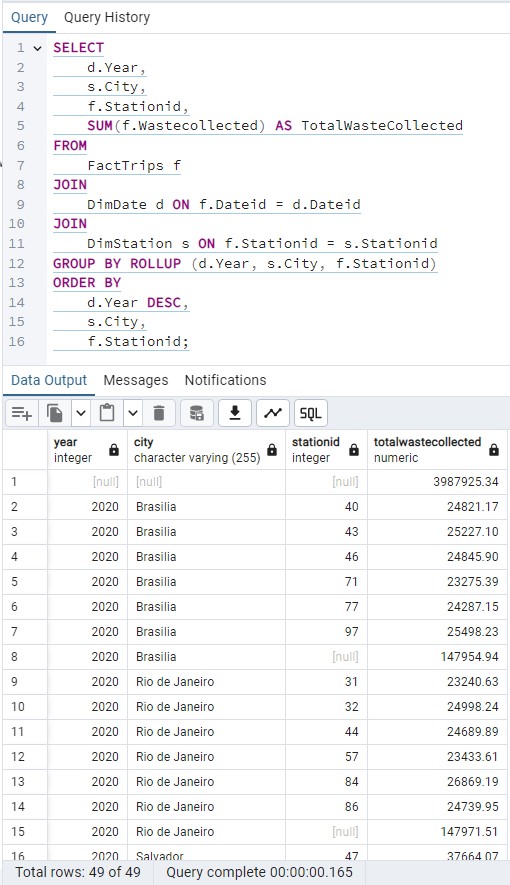 Query Query History
1 SELECT
2 d.Year,
3 s.City,
4 f.Stationid,
5 SUM(f.Wastecollected) AS TotalWasteCollected
6 FROM
7 FactTrips f
8 JOIN
9 DimDate d ON f.Dateid = d.Dateid
10 JOIN
11 DimStation s ON f.Stationid = s.Stationid
12 GROUP BY ROLLUP (d.Year, s.City, f.Stationid)
13 ORDER BY
14 d.Year DESC,
15 s.City,
16 f.Stationid;
Data Output Messages Notifications
SQL
year city stationid totalwastecollected
integer character varying (255) integer numeric
1 [null] [null] [null] 3987925.34
2 2020 Brasilia 40 24821.17
3 2020 Brasilia 43 25227.10
4 2020 Brasilia 46 24845.90
5 2020 Brasilia 71 23275.39
6 2020 Brasilia 77 24287.15
7 2020 Brasilia 97 25498.23
8 2020 Brasilia [null] 147954.94
9 2020 Rio de Janeiro 31 23240.63
10 2020 Rio de Janeiro 32 24998.24
11 2020 Rio de Janeiro 44 24689.89
12 2020 Rio de Janeiro 57 23433.61
13 2020 Rio de Janeiro 84 26869.19
14 2020 Rio de Janeiro 86 24739.95
15 2020 Rio de Janeiro [null] 147971.51
16 2020 Salvador 47 37664.07
Total rows: 49 of 49 Query complete 00:00:00.165